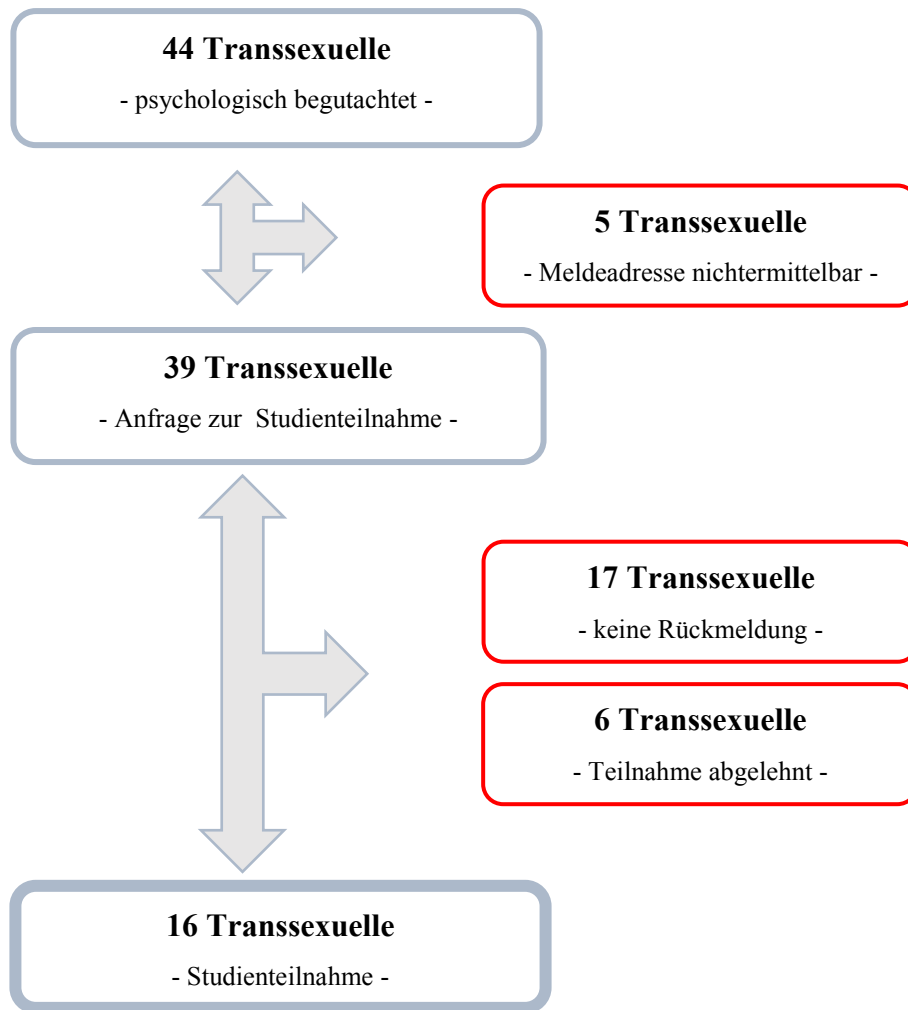 44 Transsexuelle
- psychologisch begutachtet -
5 Transsexuelle
- Meldeadresse nichtermittelbar -
39 Transsexuelle
- Anfrage zur  Studienteilnahme -
17 Transsexuelle
- keine Rückmeldung -
6 Transsexuelle
- Teilnahme abgelehnt -
16 Transsexuelle
- Studienteilnahme -